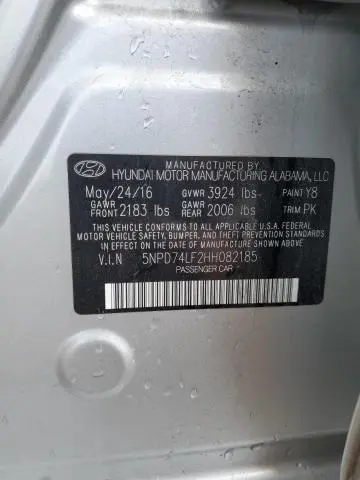 MANUFACTURED BY
HYUNDAI MOTOR MANUFACTURING ALABAMA, LLC
May/24/16 GVWR 3924 lbs PAINT Y8
GAWR FRONT 2183 lbs GAWR REAR 2006 lbs TRIM PK
THIS VEHICLE CONFORMS TO ALL APPLICABLE U.S.A FEDERAL
MOTOR VEHICLE SAFETY, BUMPER, AND THEFT PREVENTION
STANDARDS IN EFFECT ON THE DATE OF MANUFACTURE SHOWN ABOVE.
V.I.N 5NPD74LF2HH082185
PASSENGER CAR